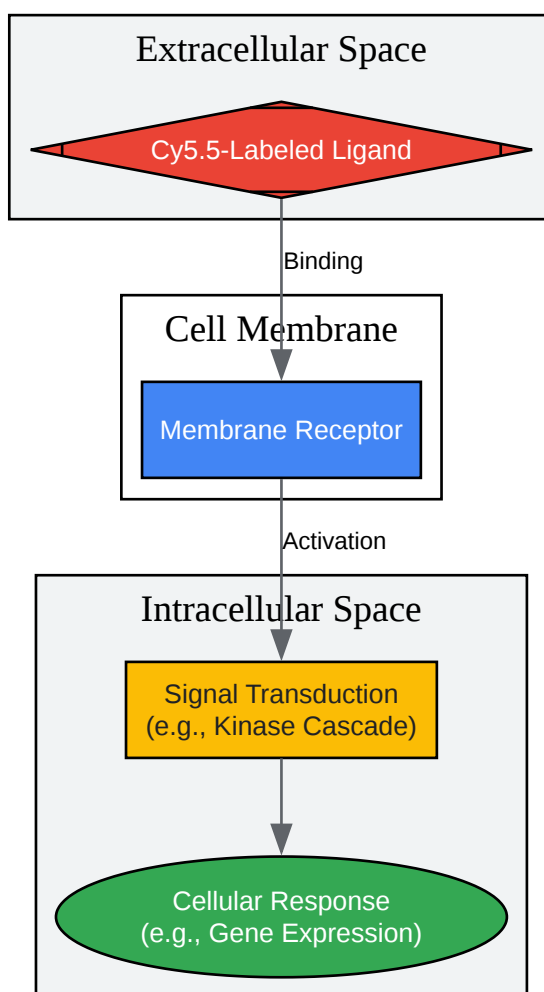 Extracellular Space
Cy5.5-Labeled Ligand
Binding
Cell Membrane
Membrane Receptor
Activation
Intracellular Space
Signal Transduction
(e.g., Kinase Cascade)
Cellular Response
(e.g., Gene Expression)